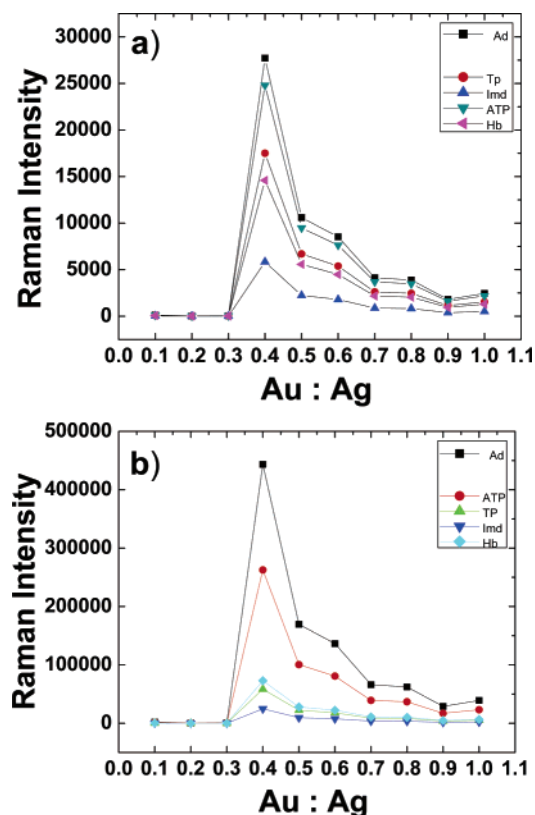 a)
30000
25000
20000
15000
10000
5000
0
Raman Intensity
Ad
Tp
Imd
ATP
Hb
0.0 0.1 0.2 0.3 0.4 0.5 0.6 0.7 0.8 0.9 1.0 1.1
Au : Ag
b)
500000
400000
300000
200000
100000
0
Raman Intensity
Ad
ATP
TP
Imd
Hb
0.0 0.1 0.2 0.3 0.4 0.5 0.6 0.7 0.8 0.9 1.0 1.1
Au : Ag